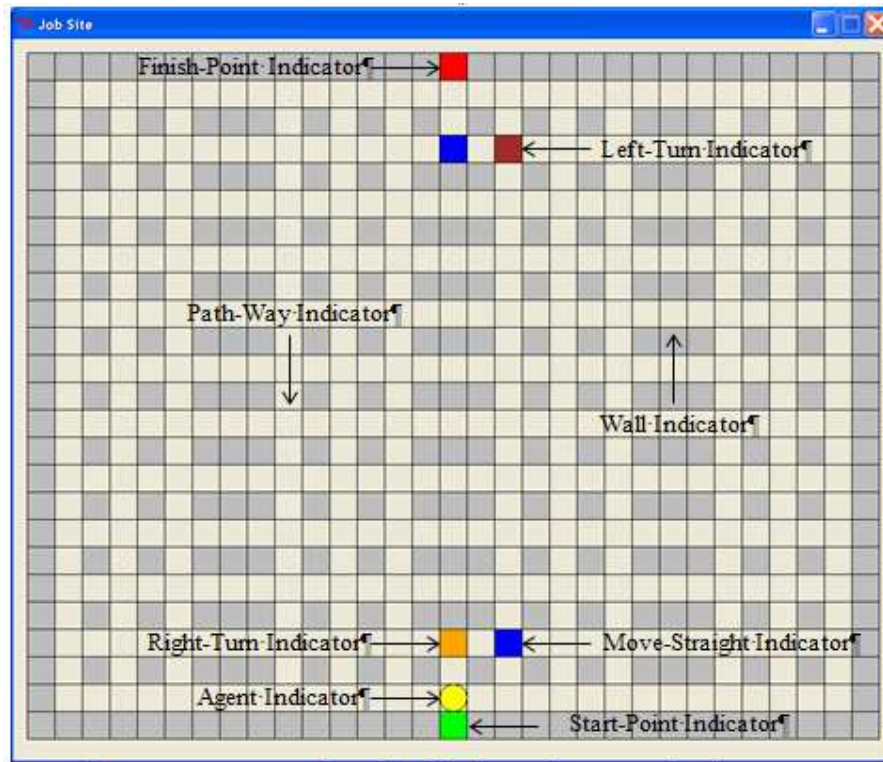 Job Site
Finish-Point Indicator¶
Left-Turn Indicator¶
Path-Way Indicator¶
Wall Indicator¶
Right-Turn Indicator¶
Move-Straight Indicator¶
Agent Indicator¶
Start-Point Indicator¶